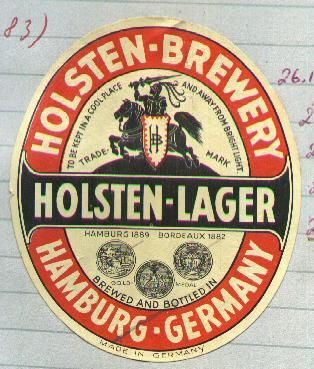 83)
26.1
HOLSTEN-BREWERY
TO BE KEPT IN A COOL PLACE
AND AWAY FROM BRIGHT LIGHT.
TRADE-MARK
HB
HOLSTEN-LAGER
HAMBURG 1889 BORDEAUX 1882
GOLD MEDAL
BREWED AND BOTTLED IN
HAMBURG-GERMANY
MADE IN GERMANY